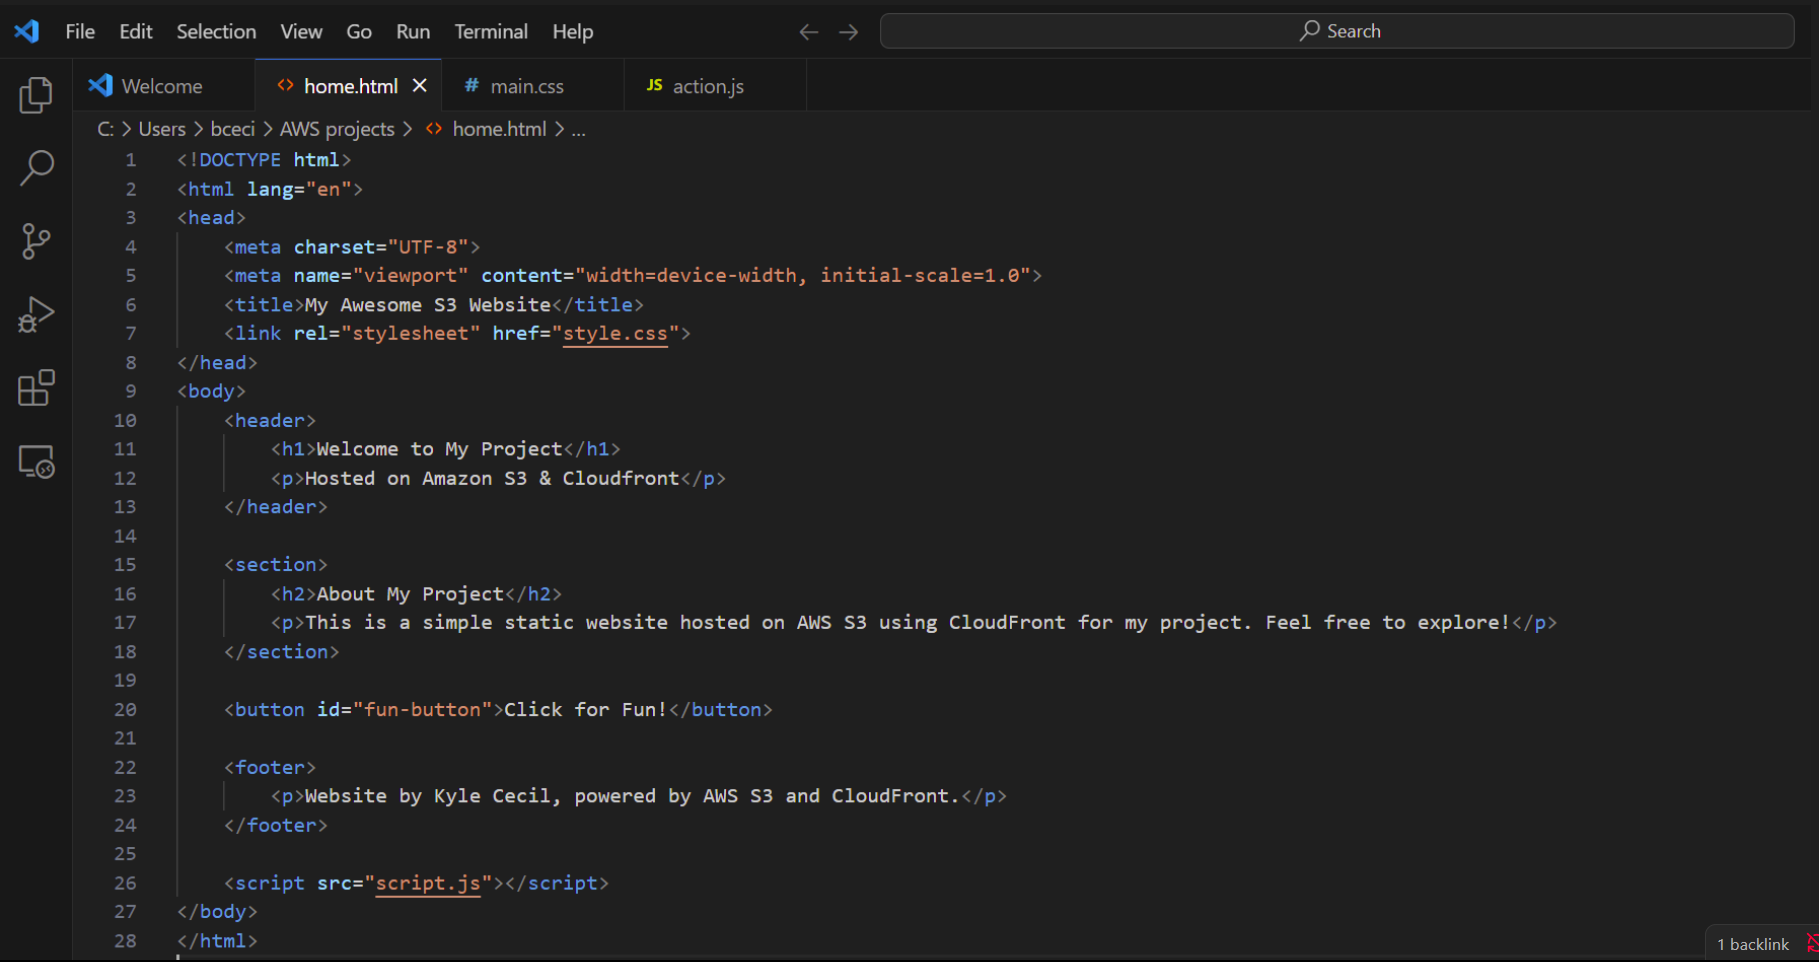 File Edit Selection View Go Run Terminal Help Search
Welcome home.html # main.css JS action.js
C: > Users > bceci > AWS projects > home.html > ...
1 <!DOCTYPE html>
2 <html lang="en">
3 <head>
4 <meta charset="UTF-8">
5 <meta name="viewport" content="width=device-width, initial-scale=1.0">
6 <title>My Awesome S3 Website</title>
7 <link rel="stylesheet" href="style.css">
8 </head>
9 <body>
10 <header>
11 <h1>Welcome to My Project</h1>
12 <p>Hosted on Amazon S3 & Cloudfront</p>
13 </header>
14
15 <section>
16 <h2>About My Project</h2>
17 <p>This is a simple static website hosted on AWS S3 using CloudFront for my project. Feel free to explore!</p>
18 </section>
19
20 <button id="fun-button">Click for Fun!</button>
21
22 <footer>
23 <p>Website by Kyle Cecil, powered by AWS S3 and CloudFront.</p>
24 </footer>
25
26 <script src="script.js"></script>
27 </body>
28 </html>
1 backlink